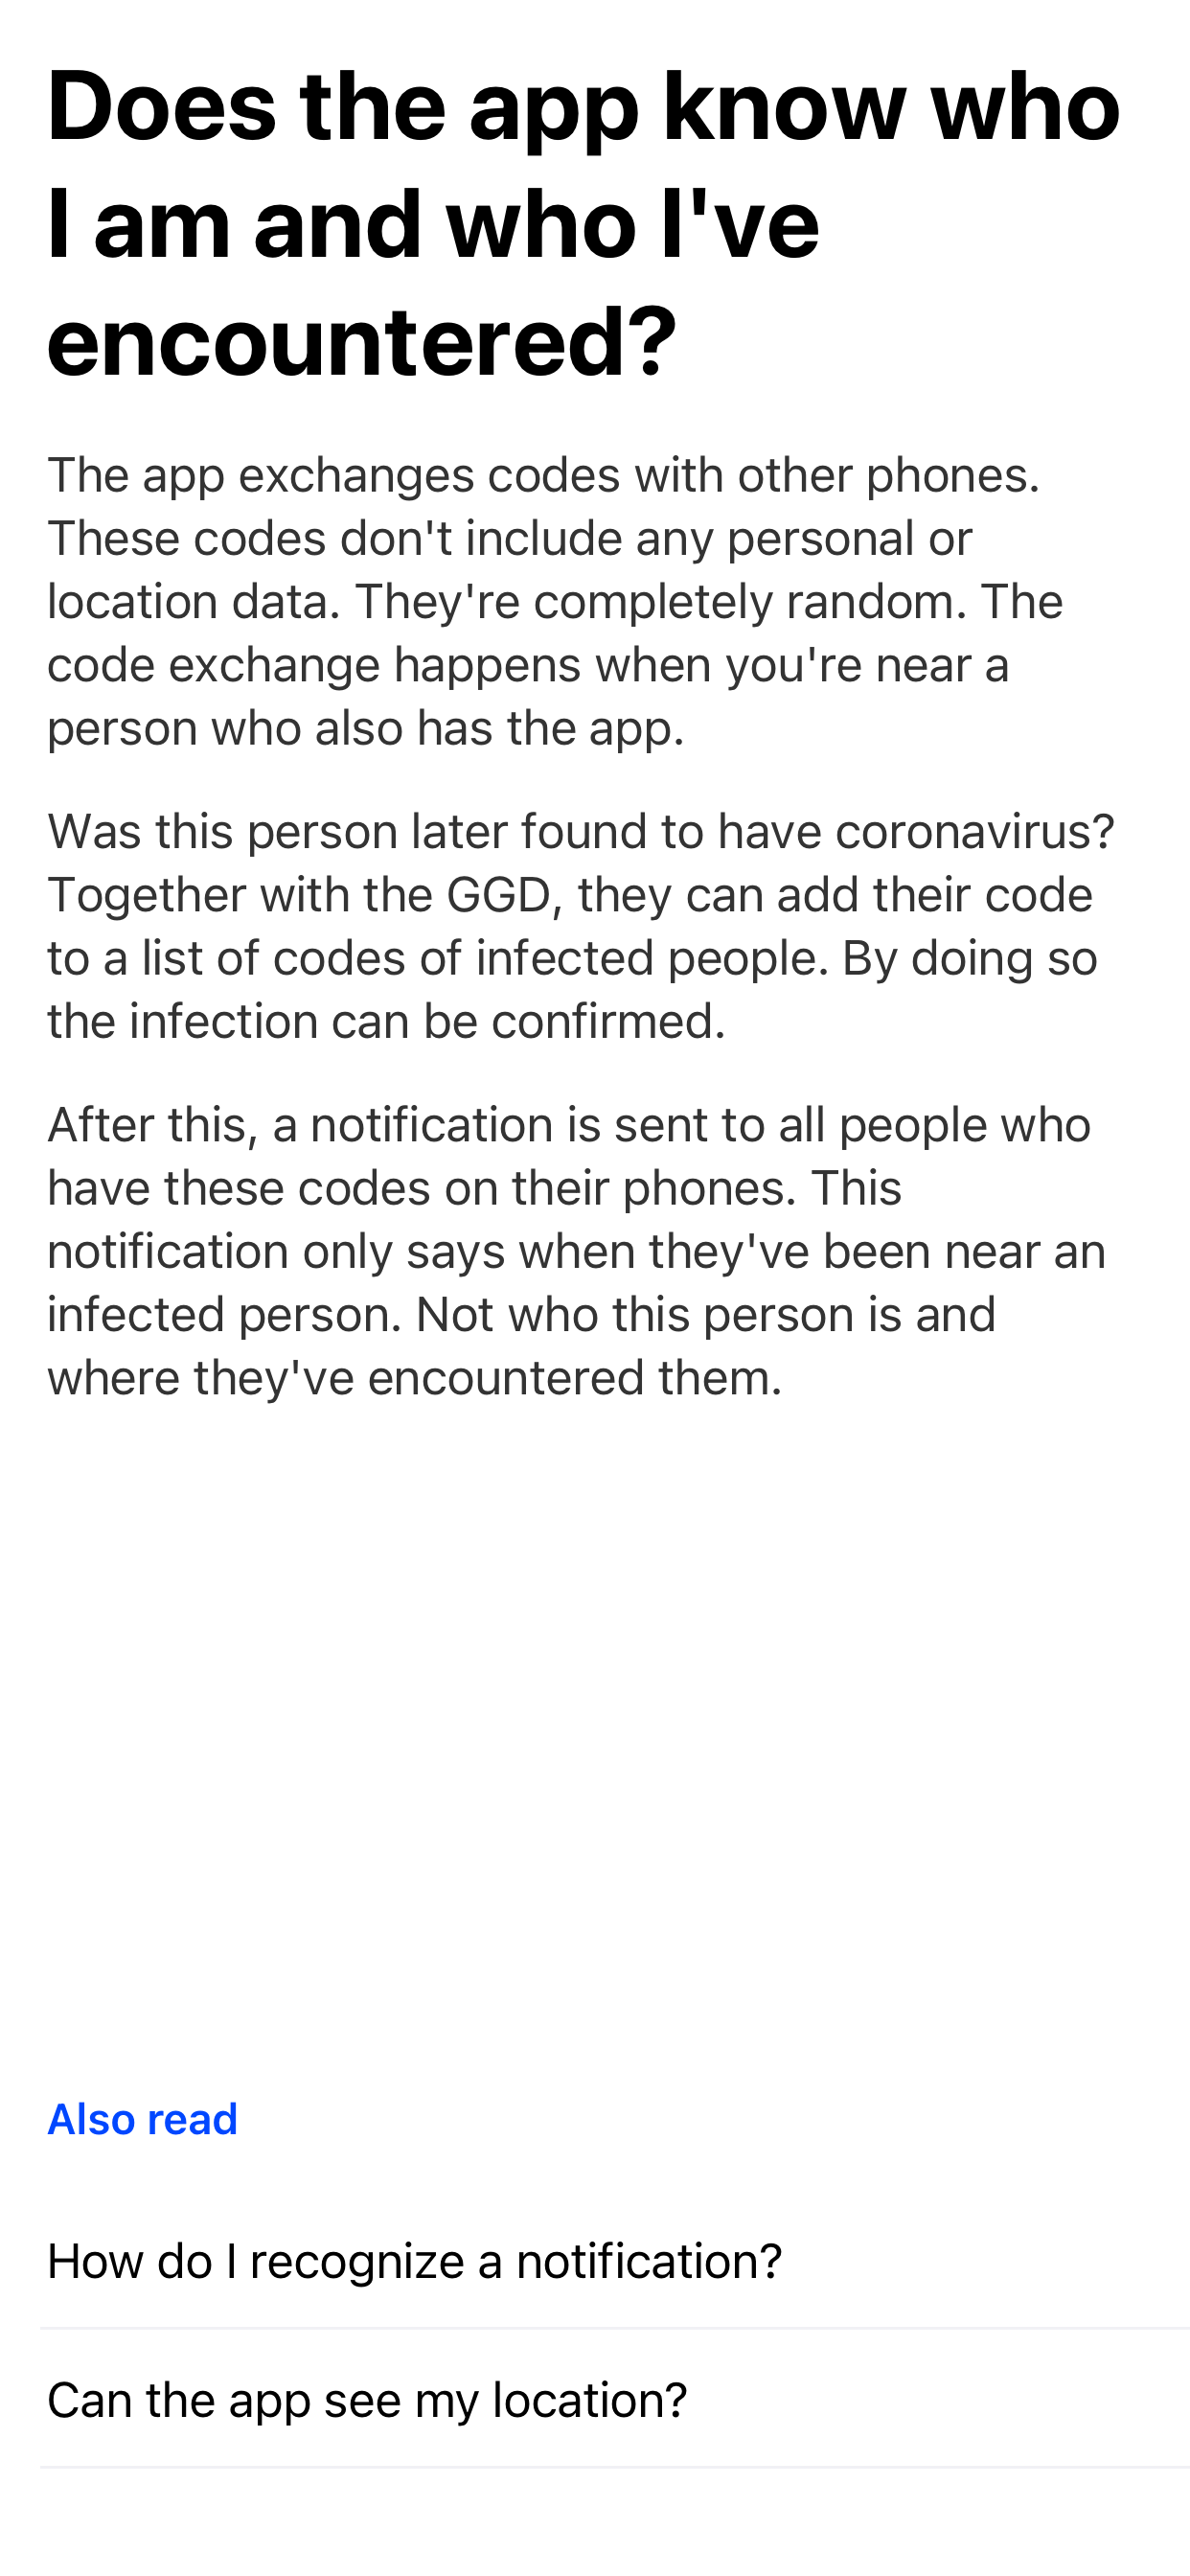 Does the app know who
I am and who I've
encountered?
The app exchanges codes with other phones.
These codes don't include any personal or
location data. They're completely random. The
code exchange happens when you're near a
person who also has the app.
Was this person later found to have coronavirus?
Together with the GGD, they can add their code
to a list of codes of infected people. By doing so
the infection can be confirmed.
After this, a notification is sent to all people who
have these codes on their phones. This
notification only says when they've been near an
infected person. Not who this person is and
where they've encountered them.
Also read
How do I recognize a notification?
Can the app see my location?